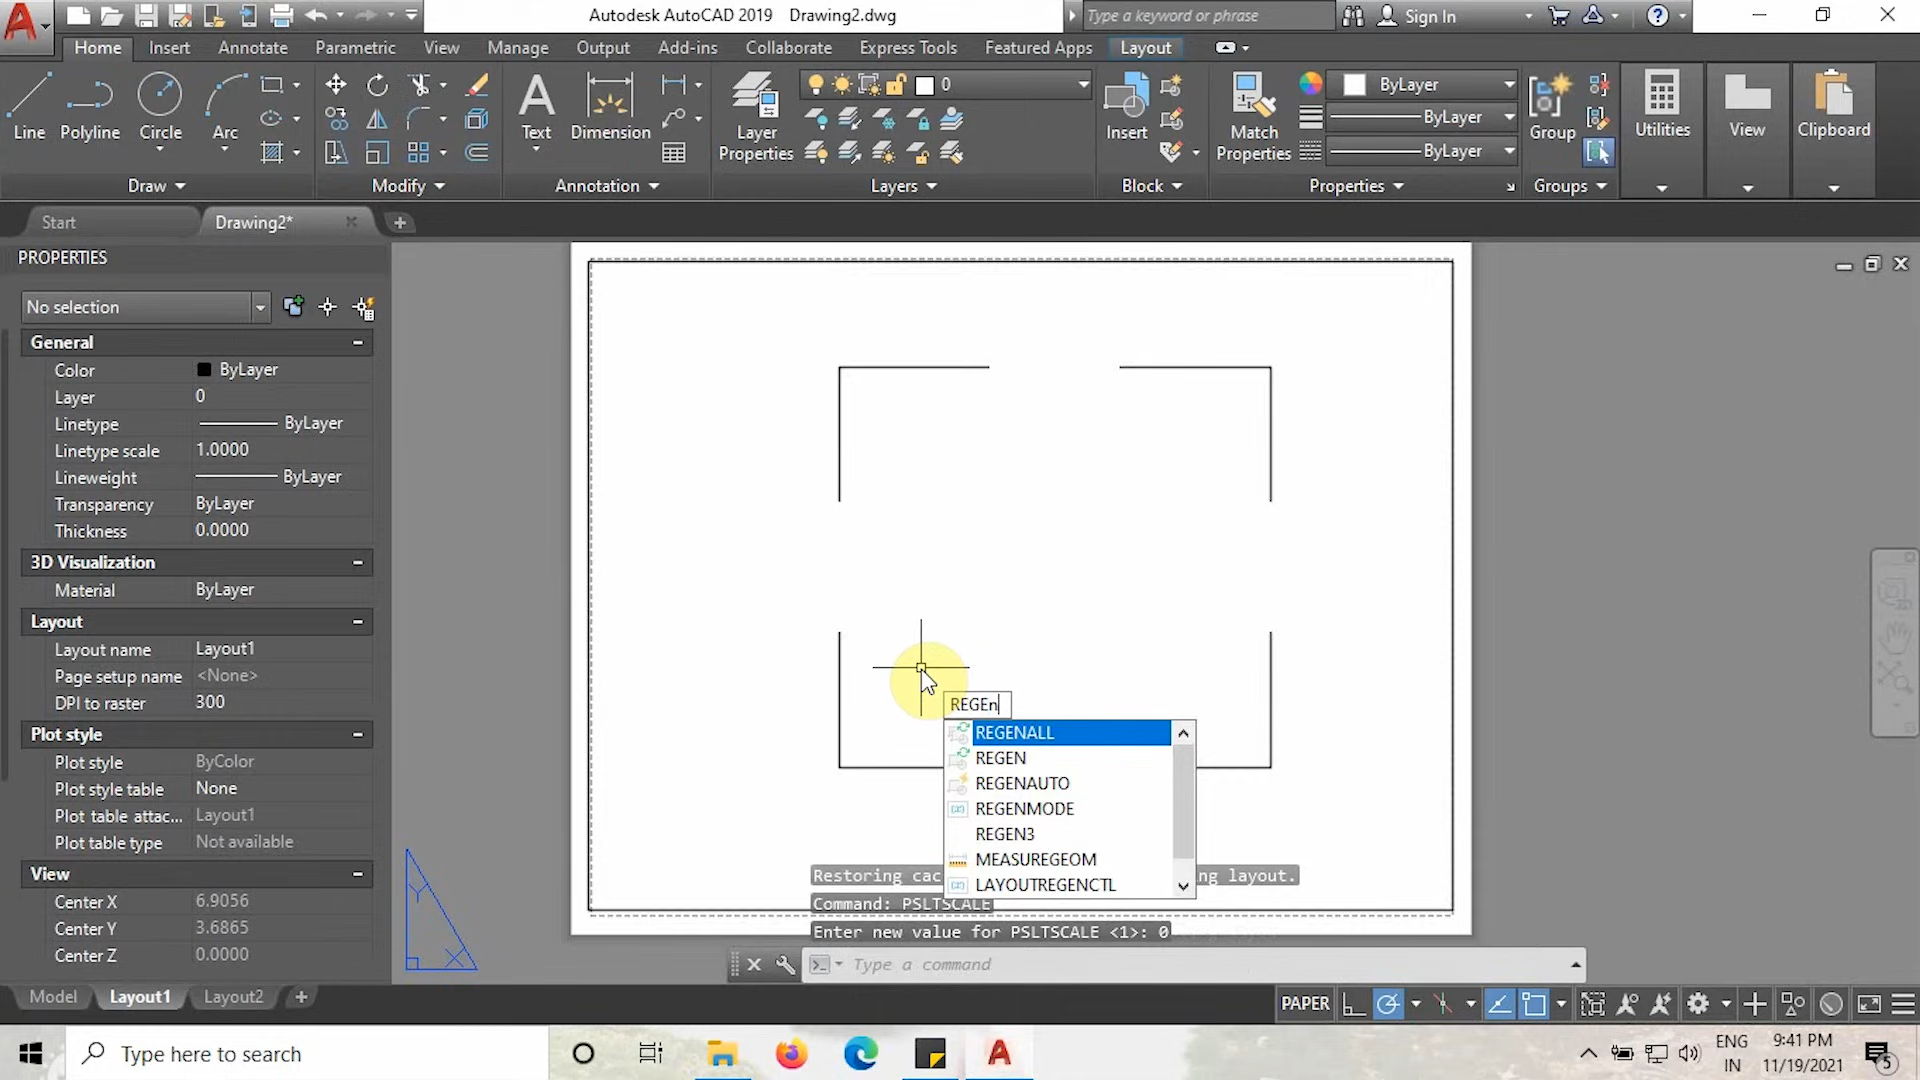 Autodesk AutoCAD 2019 Drawing2.dwg
Type a keyword or phrase
Sign In
Home Insert Annotate Parametric View Manage Output Add-ins Collaborate Express Tools Featured Apps Layout
0
ByLayer
ByLayer
ByLayer
Line Polyline Circle Arc
Text Dimension
Layer Properties
Insert
Match Properties
Group
Utilities
View
Clipboard
Draw Modify Annotation Layers Block Properties Groups
Start
Drawing2*
PROPERTIES
No selection
General
Color ByLayer
Layer 0
Linetype ByLayer
Linetype scale 1.0000
Lineweight ByLayer
Transparency ByLayer
Thickness 0.0000
3D Visualization
Material ByLayer
Layout
Layout name Layout1
Page setup name <None>
DPI to raster 300
Plot style
Plot style ByColor
Plot style table None
Plot table attac... Layout1
Plot table type Not available
View
Center X 6.9056
Center Y 3.6865
Center Z 0.0000
Y
X
REGEn
REGENALL
REGEN
REGENAUTO
REGENMODE
REGEN3
MEASUREGEOM
LAYOUTREGENCTL
Restoring cac
ng layout.
Command: PSLTSCALE
Enter new value for PSLTSCALE <1>: 0
Type a command
Model Layout1 Layout2
PAPER
Type here to search
ENG
IN
9:41 PM
11/19/2021
5